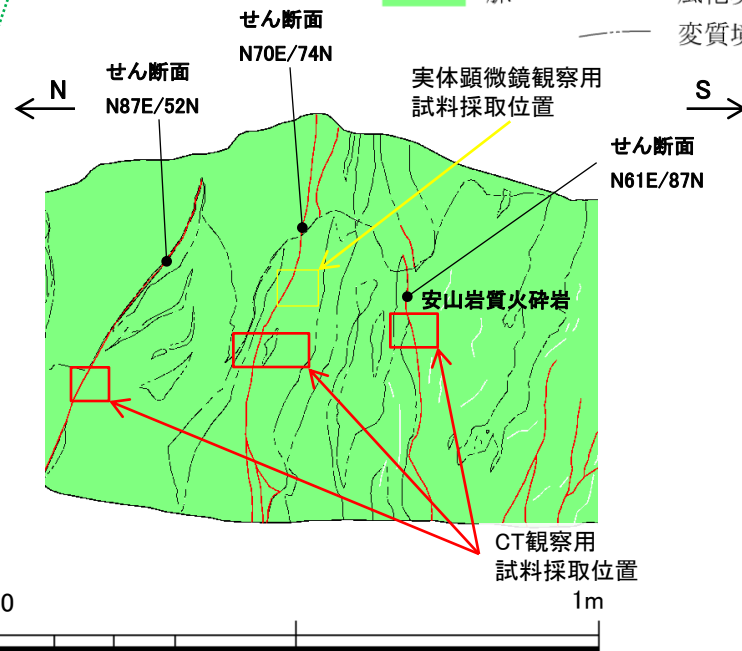 せん断面
N70E/74N
変質境
せん断面
N87E/52N
N
実体顕微鏡観察用
試料採取位置
S
せん断面
N61E/87N
安山岩質火砕岩
CT観察用
試料採取位置
0
1m